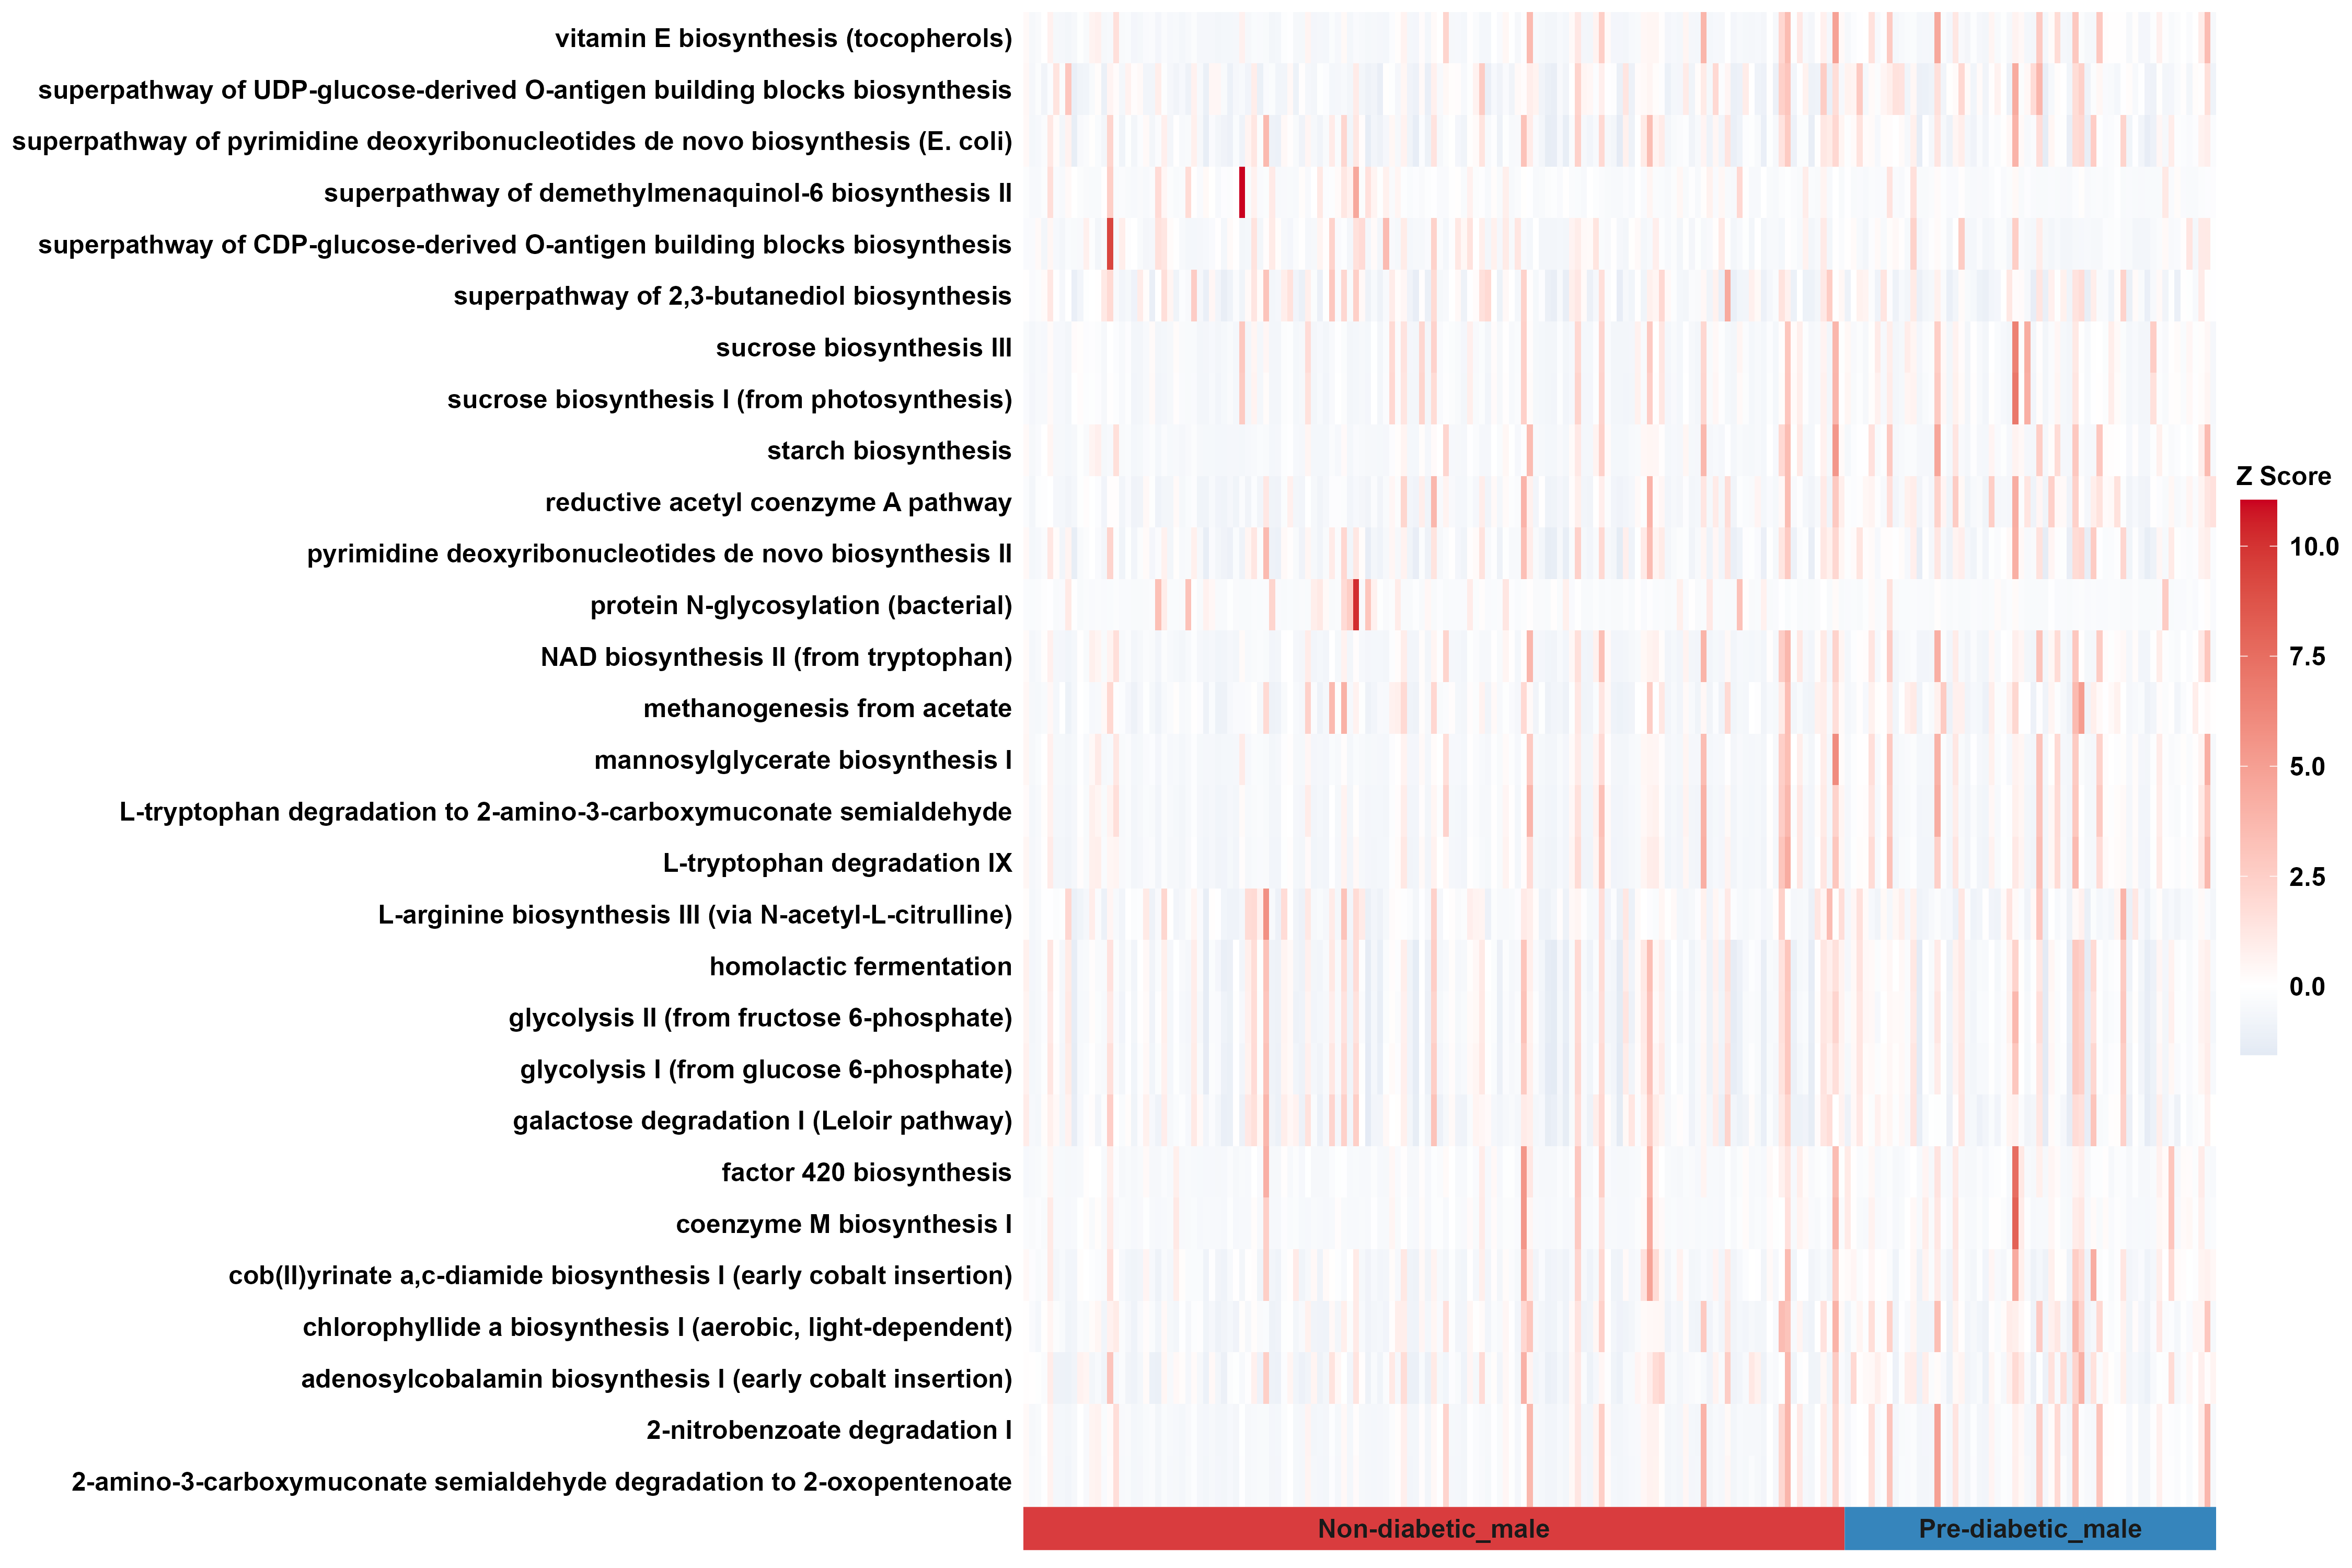 vitamin E biosynthesis (tocopherols)
superpathway of UDP-glucose-derived O-antigen building blocks biosynthesis
superpathway of pyrimidine deoxyribonucleotides de novo biosynthesis (E. coli)
superpathway of demethylmenaquinol-6 biosynthesis II
superpathway of CDP-glucose-derived O-antigen building blocks biosynthesis
superpathway of 2,3-butanediol biosynthesis
sucrose biosynthesis III
sucrose biosynthesis I (from photosynthesis)
starch biosynthesis
reductive acetyl coenzyme A pathway
pyrimidine deoxyribonucleotides de novo biosynthesis II
protein N-glycosylation (bacterial)
NAD biosynthesis II (from tryptophan)
methanogenesis from acetate
mannosylglycerate biosynthesis I
L-tryptophan degradation to 2-amino-3-carboxymuconate semialdehyde
L-tryptophan degradation IX
L-arginine biosynthesis III (via N-acetyl-L-citrulline)
homolactic fermentation
glycolysis II (from fructose 6-phosphate)
glycolysis I (from glucose 6-phosphate)
galactose degradation I (Leloir pathway)
factor 420 biosynthesis
coenzyme M biosynthesis I
cob(II)yrinate a,c-diamide biosynthesis I (early cobalt insertion)
chlorophyllide a biosynthesis I (aerobic, light-dependent)
adenosylcobalamin biosynthesis I (early cobalt insertion)
2-nitrobenzoate degradation I
2-amino-3-carboxymuconate semialdehyde degradation to 2-oxopentenoate
Non-diabetic_male
Pre-diabetic_male
Z Score
10.0
7.5
5.0
2.5
0.0